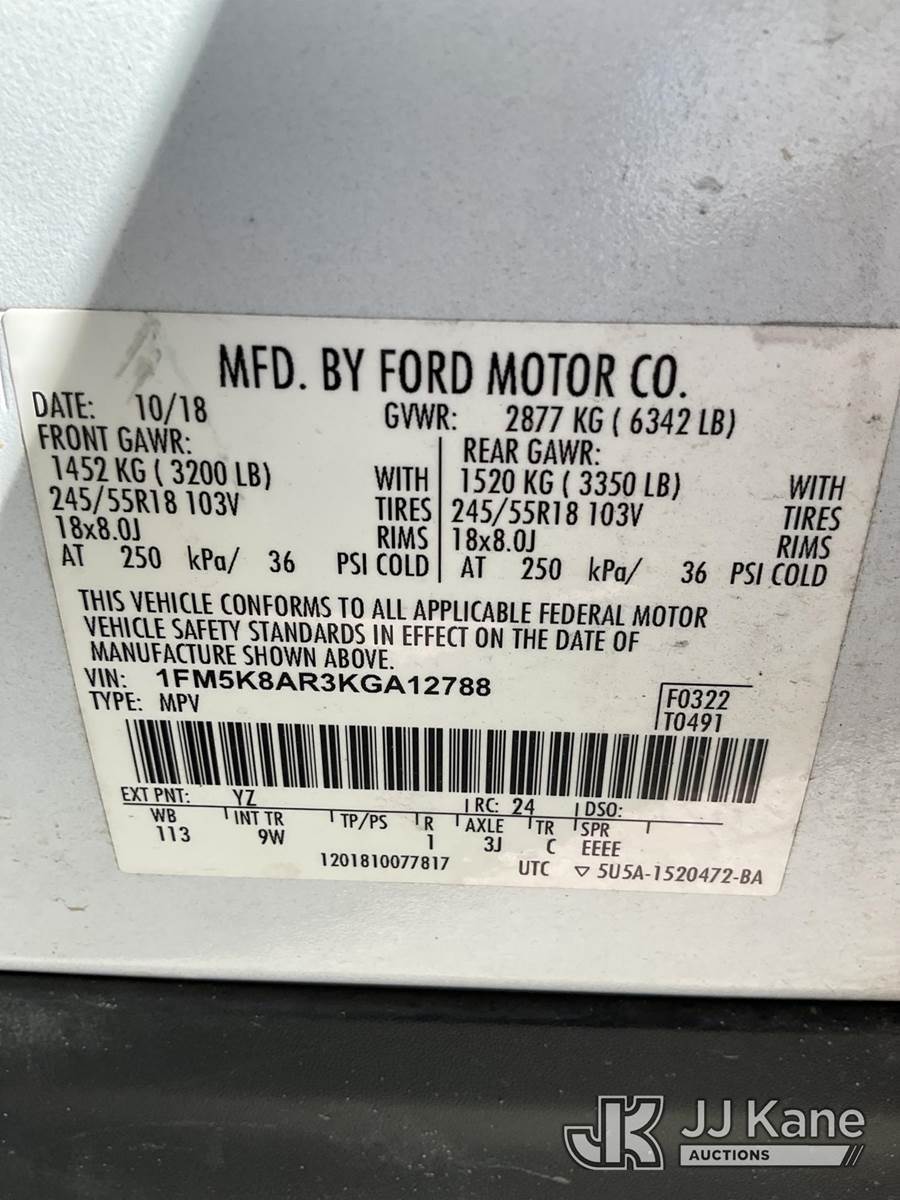 MFD. BY FORD MOTOR CO.
DATE: 10/18 GVWR: 2877 KG ( 6342 LB)
FRONT GAWR: REAR GAWR:
1452 KG ( 3200 LB) WITH 1520 KG ( 3350 LB) WITH
245/55R18 103V TIRES 245/55R18 103V TIRES
18x8.0J RIMS 18x8.0J RIMS
AT 250 kPa/ 36 PSI COLD AT 250 kPa/ 36 PSI COLD
THIS VEHICLE CONFORMS TO ALL APPLICABLE FEDERAL MOTOR
VEHICLE SAFETY STANDARDS IN EFFECT ON THE DATE OF
MANUFACTURE SHOWN ABOVE.
VIN: 1FM5K8AR3KGA12788 F0322
TYPE: MPV T0491
EXT PNT: YZ RC: 24 DSO:
WB INT TR TP/PS R AXLE TR SPR
113 9W 1 3J C EEEE
1201810077817 UTC ▽ 5U5A-1520472-BA
JK JJ Kane
AUCTIONS